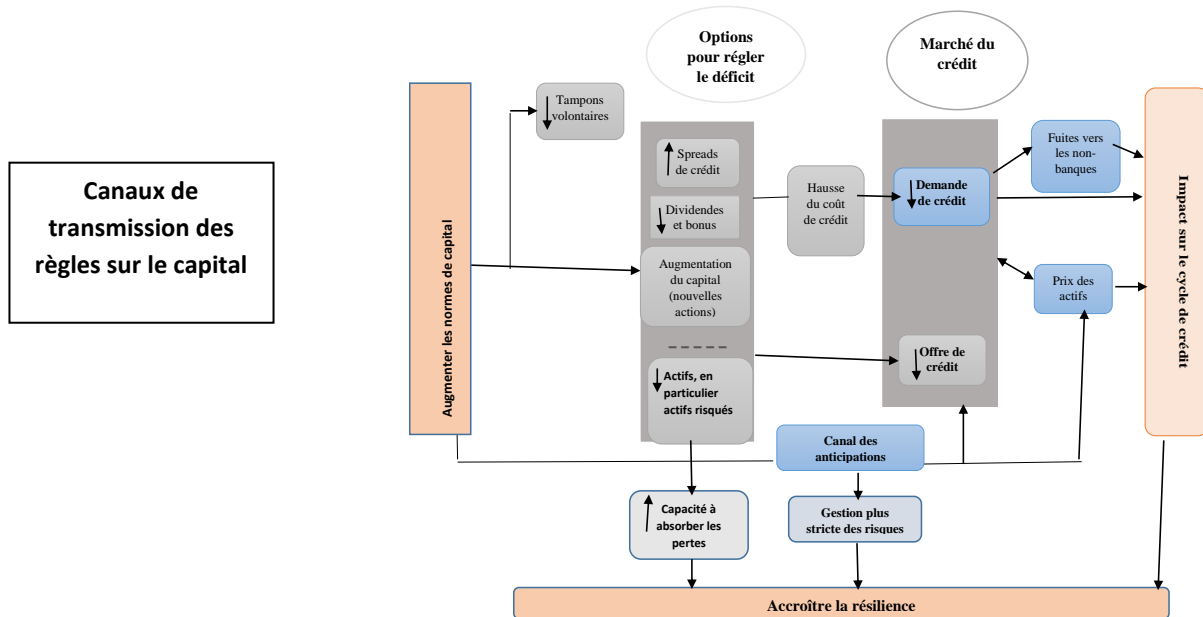 Canaux de
transmission des
règles sur le capital
Augmenter les normes de capital
Tampons
volontaires
Options
pour régler
le déficit
Spreads
de crédit
Dividendes
et bonus
Augmentation
du capital
(nouvelles
actions)
Actifs, en
particulier
actifs risqués
Capacité à
absorber les
pertes
Hausse
du coût
de crédit
Marché du
crédit
Demande
de crédit
Offre de
crédit
Canal des
anticipations
Gestion plus
stricte des risques
Fuites vers
les non-
banques
Prix des
actifs
Impact sur le cycle de
crédit
Accroître la résilience